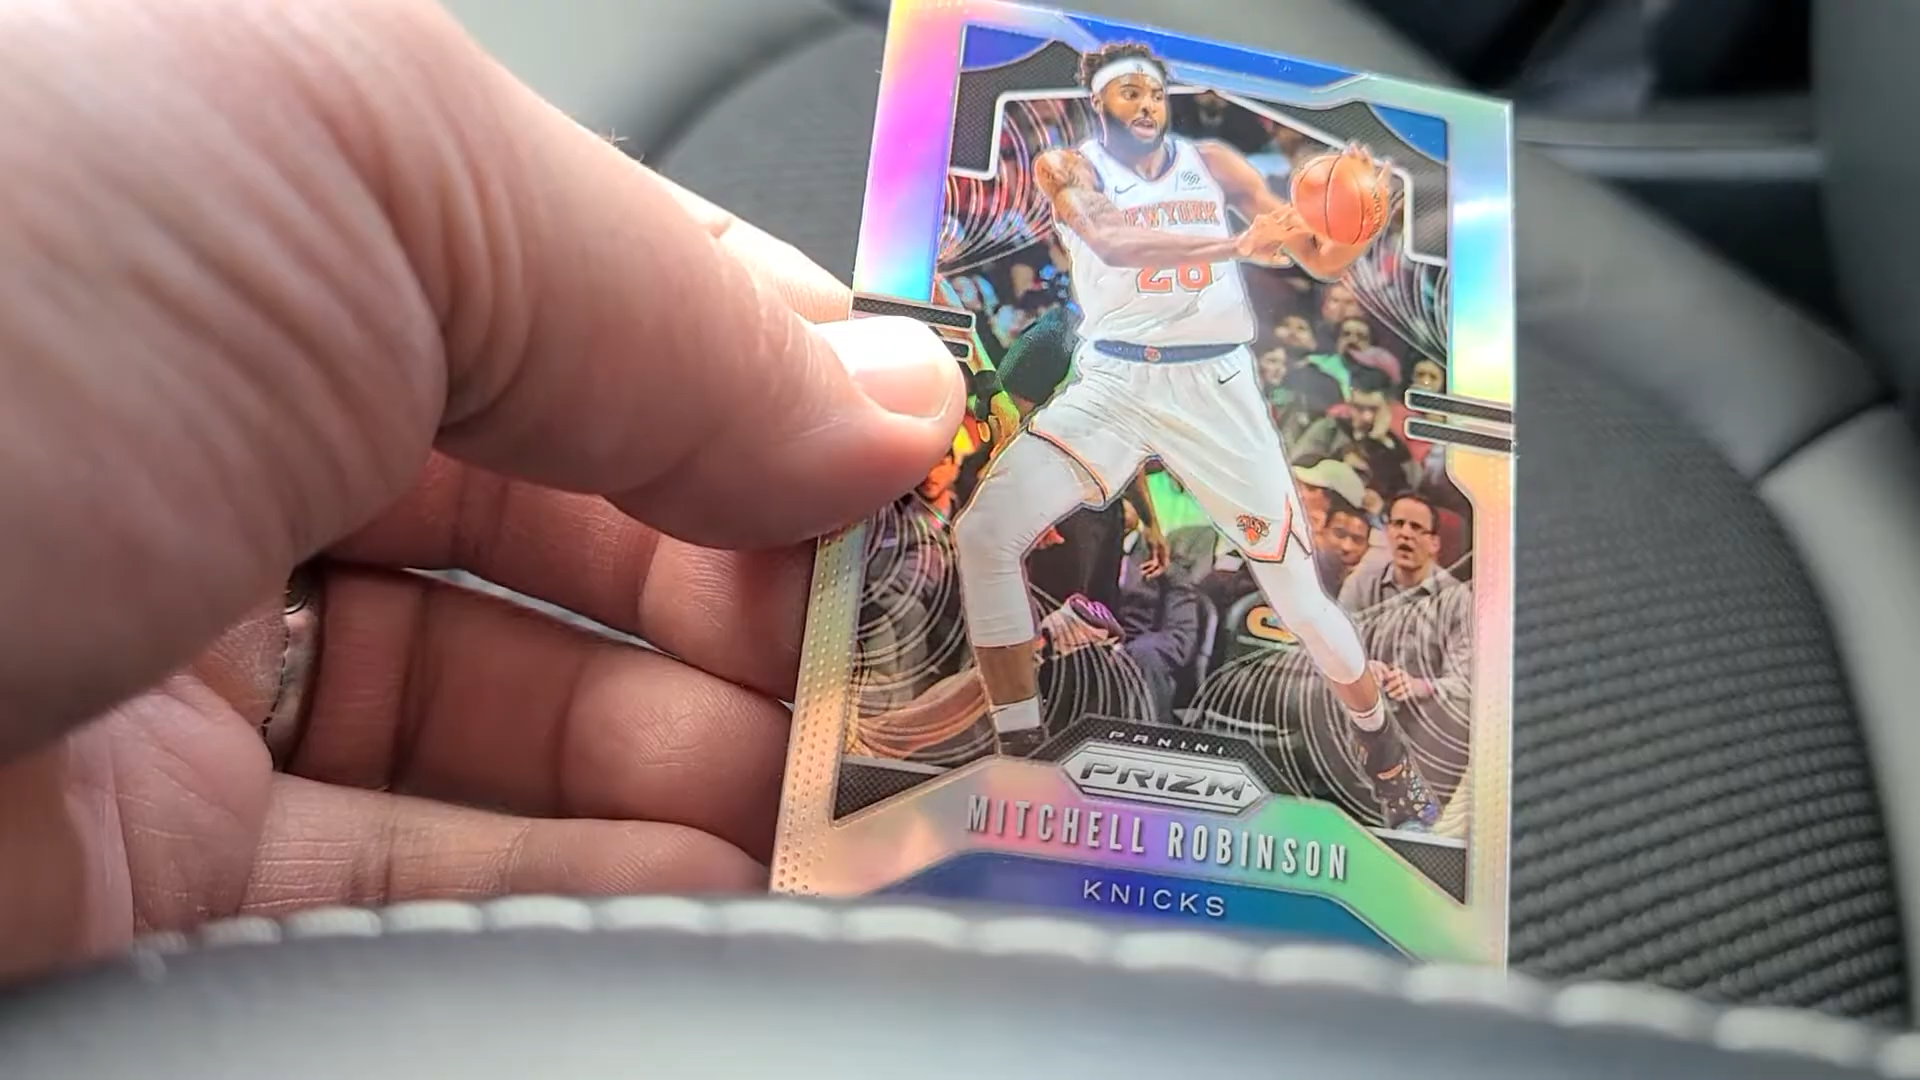 NEW YORK
26
PANINI
PRIZM
MITCHELL ROBINSON
KNICKS